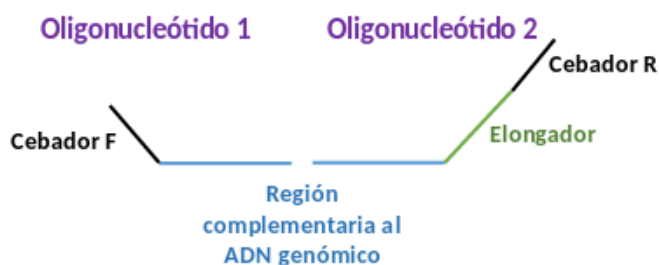 Oligonucleótido 1
Oligonucleótido 2
Cebador R
Cebador F
Elongador
Región
complementaria al
ADN genómico